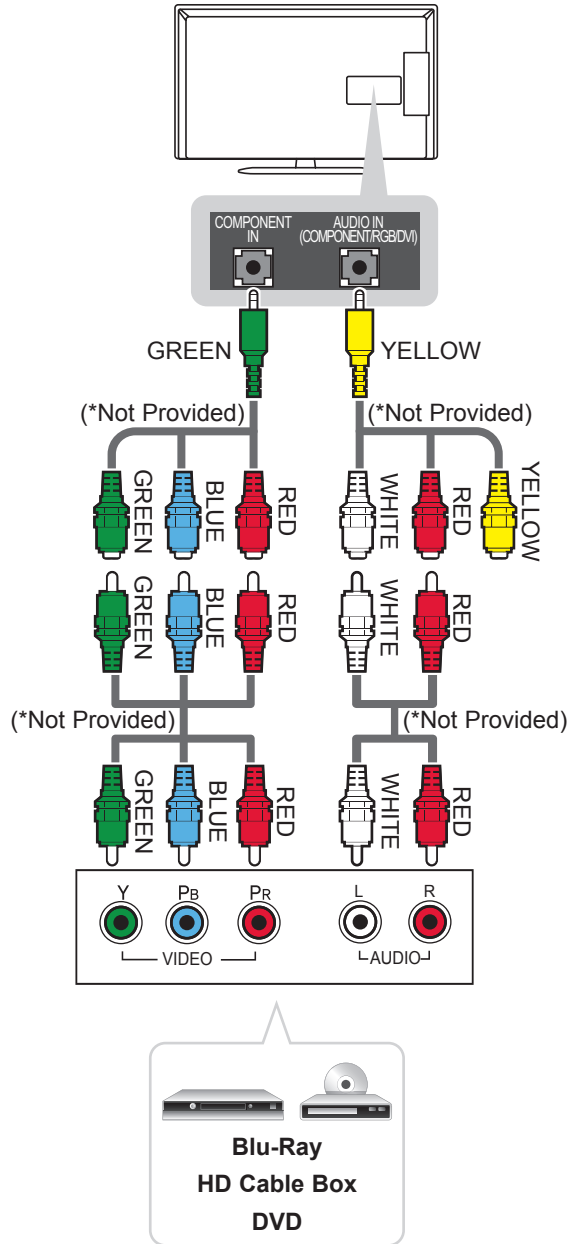 COMPONENT IN
AUDIO IN
(COMPONENT/RGB/DVI)
GREEN
YELLOW
(*Not Provided)
(*Not Provided)
GREEN
BLUE
RED
WHITE
RED
YELLOW
GREEN
BLUE
RED
WHITE
RED
(*Not Provided)
(*Not Provided)
GREEN
BLUE
RED
WHITE
RED
Y
PB
PR
L
R
VIDEO
AUDIO
Blu-Ray
HD Cable Box
DVD